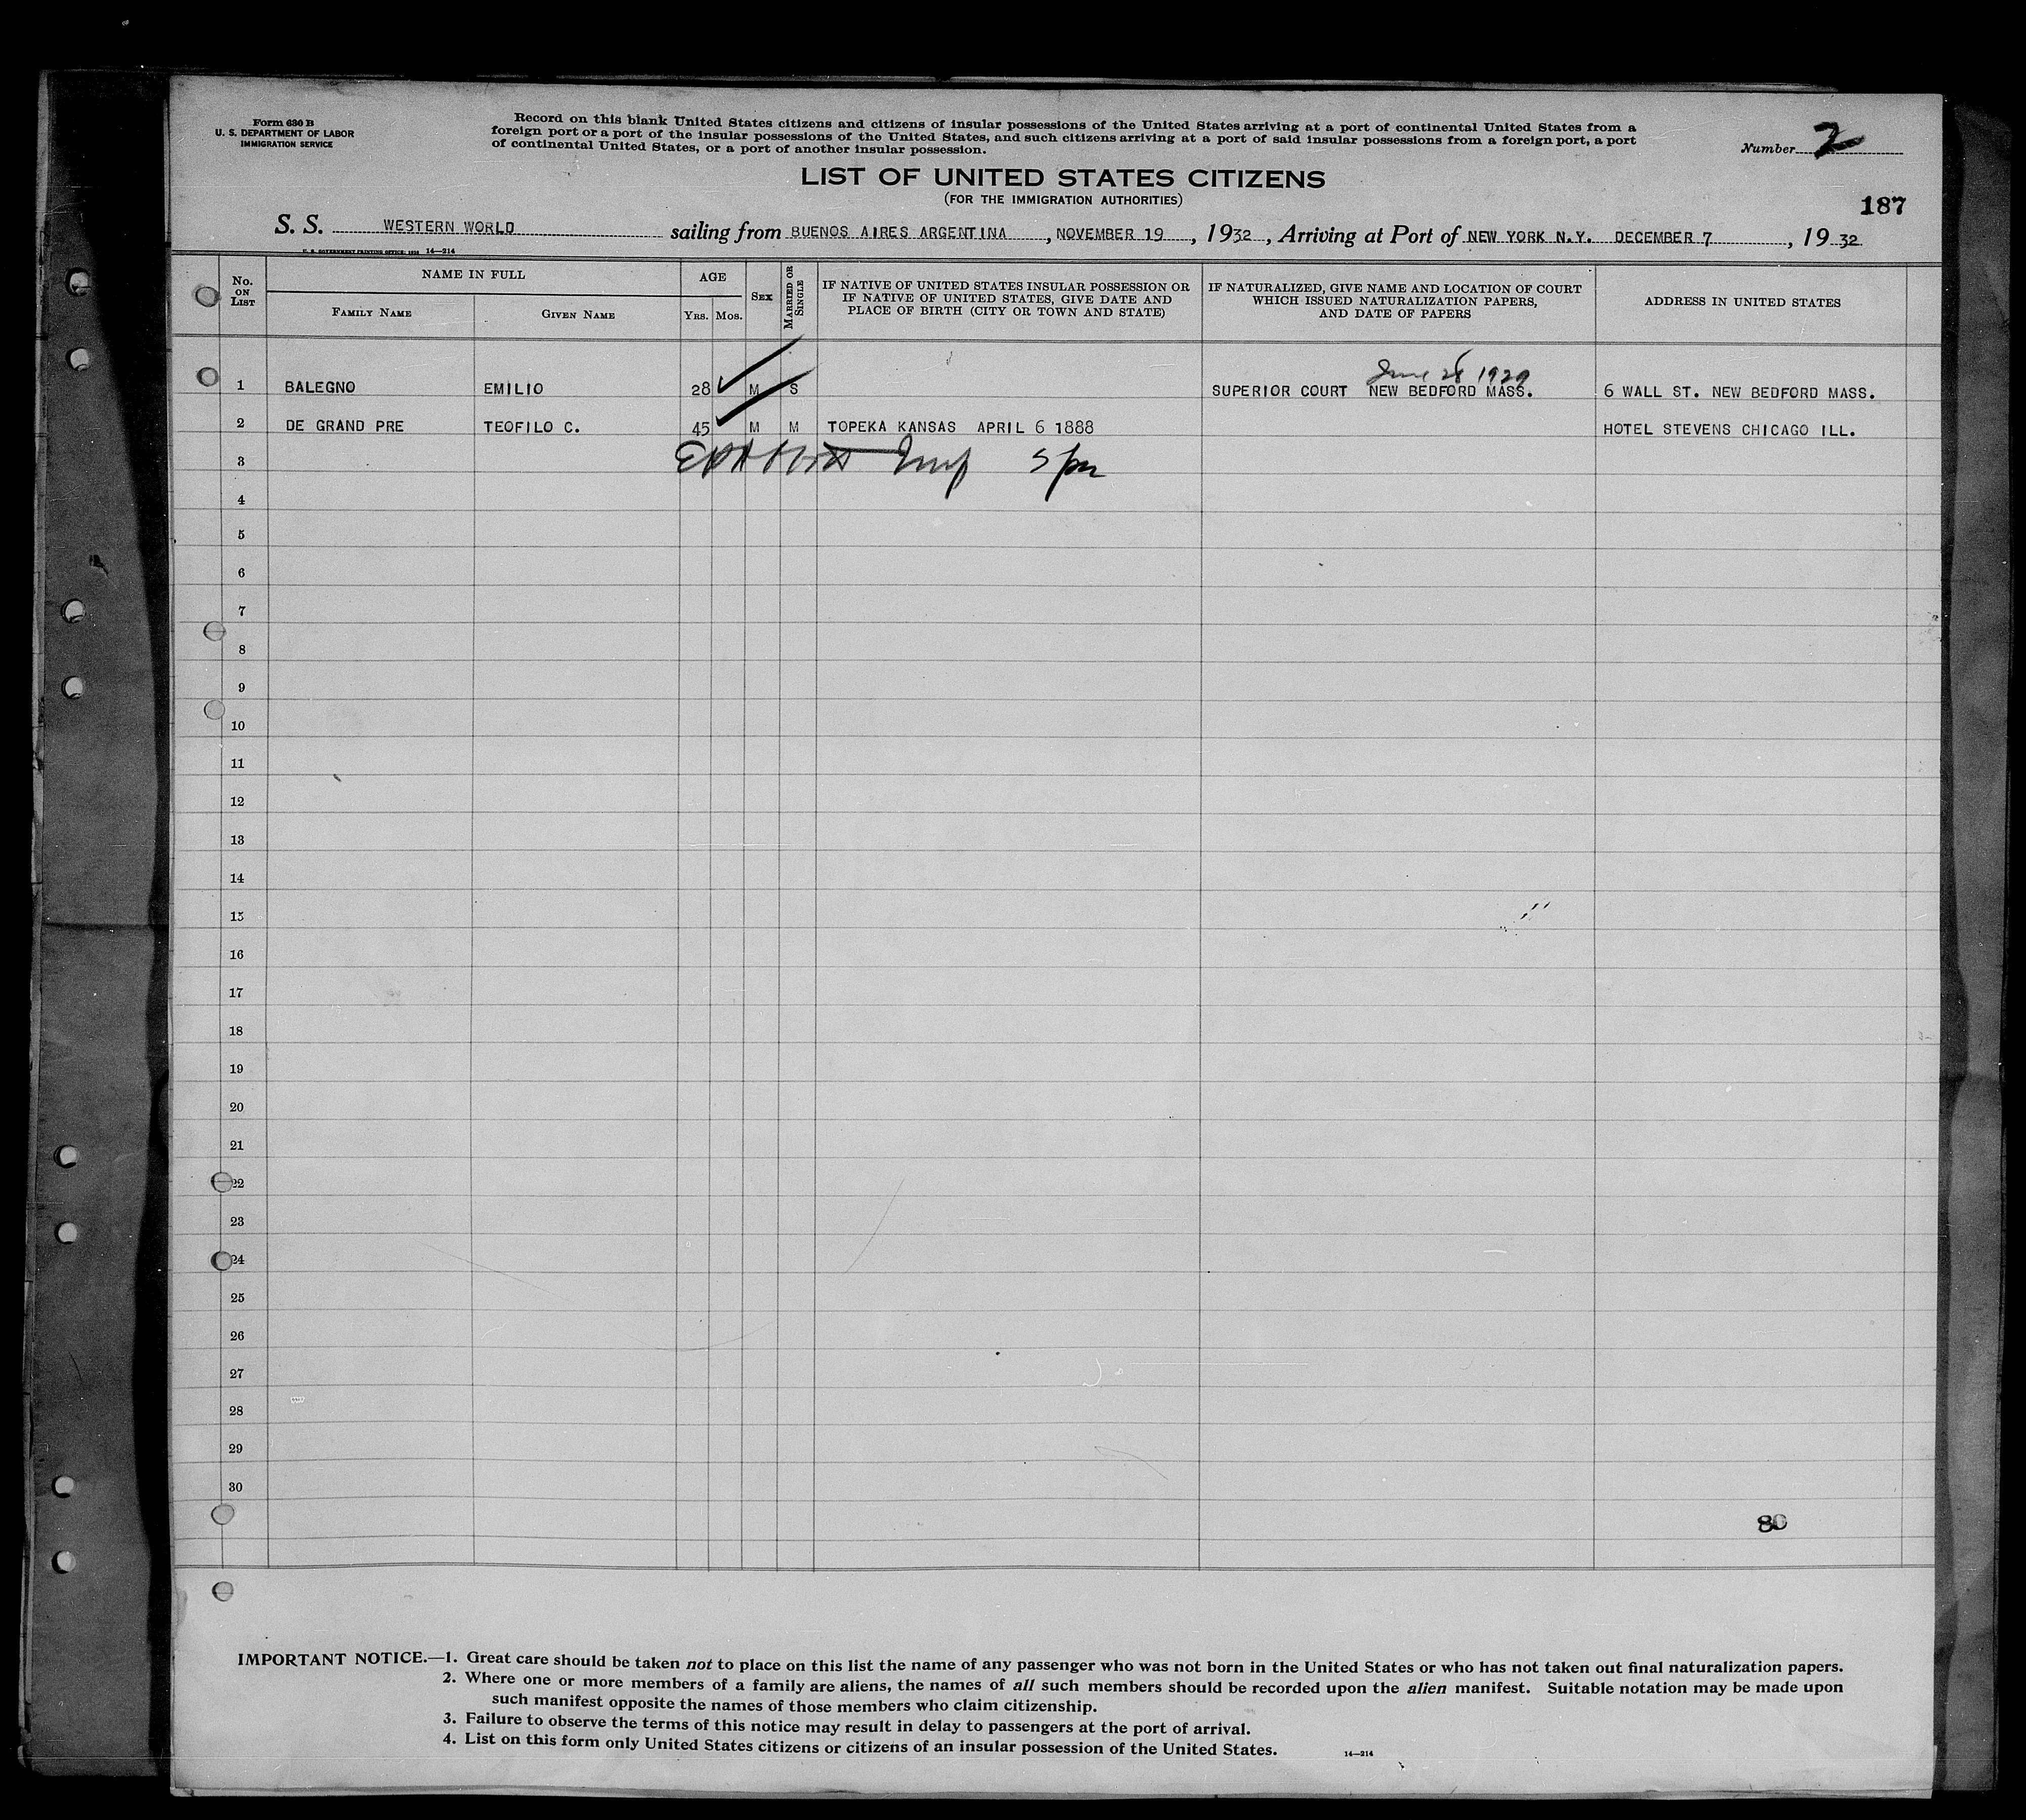 Form 630 B
U. S. DEPARTMENT OF LABOR
IMMIGRATION SERVICE
Record on this blank United States citizens and citizens of insular possessions of the United States arriving at a port of continental United States from a
foreign port or a port of the insular possessions of the United States, and such citizens arriving at a port of said insular possessions from a foreign port, a port
of continental United States, or a port of another insular possession.
Number 2
LIST OF UNITED STATES CITIZENS
(FOR THE IMMIGRATION AUTHORITIES)
187
S. S. WESTERN WORLD sailing from BUENOS AIRES ARGENTINA, NOVEMBER 19, 1932, Arriving at Port of NEW YORK N.Y. DECEMBER 7, 19 32
U. S. GOVERNMENT PRINTING OFFICE 14—214
No. ON LIST
NAME IN FULL
FAMILY NAME
GIVEN NAME
AGE
YRS. MOS.
SEX
MARRIED OR SINGLE
IF NATIVE OF UNITED STATES INSULAR POSSESSION OR
IF NATIVE OF UNITED STATES, GIVE DATE AND
PLACE OF BIRTH (CITY OR TOWN AND STATE)
IF NATURALIZED, GIVE NAME AND LOCATION OF COURT
WHICH ISSUED NATURALIZATION PAPERS,
AND DATE OF PAPERS
ADDRESS IN UNITED STATES
June 28 1929
1 BALEGNO EMILIO 28 M S SUPERIOR COURT NEW BEDFORD MASS. 6 WALL ST. NEW BEDFORD MASS.
2 DE GRAND PRE TEOFILO C. 45 M M TOPEKA KANSAS APRIL 6 1888 HOTEL STEVENS CHICAGO ILL.
3
4
5
6
7
8
9
10
11
12
13
14
15
16
17
18
19
20
21
22
23
24
25
26
27
28
29
30
80
IMPORTANT NOTICE.—1. Great care should be taken not to place on this list the name of any passenger who was not born in the United States or who has not taken out final naturalization papers.
2. Where one or more members of a family are aliens, the names of all such members should be recorded upon the alien manifest. Suitable notation may be made upon
such manifest opposite the names of those members who claim citizenship.
3. Failure to observe the terms of this notice may result in delay to passengers at the port of arrival.
4. List on this form only United States citizens or citizens of an insular possession of the United States.
14—214